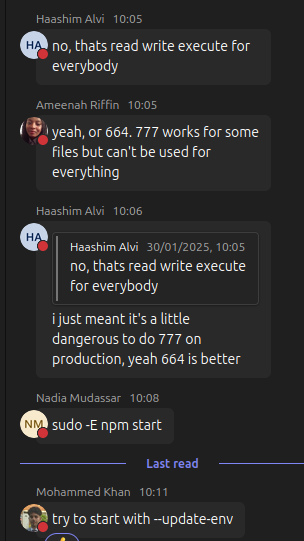 Haashim Alvi 10:05
HA
no, thats read write execute for
everybody
Ameenah Riffin 10:05
yeah, or 664. 777 works for some
files but can't be used for
everything
Haashim Alvi 10:06
HA
Haashim Alvi 30/01/2025, 10:05
no, thats read write execute
for everybody
i just meant it's a little
dangerous to do 777 on
production, yeah 664 is better
Nadia Mudassar 10:08
NM
sudo -E npm start
Last read
Mohammed Khan 10:11
try to start with --update-env